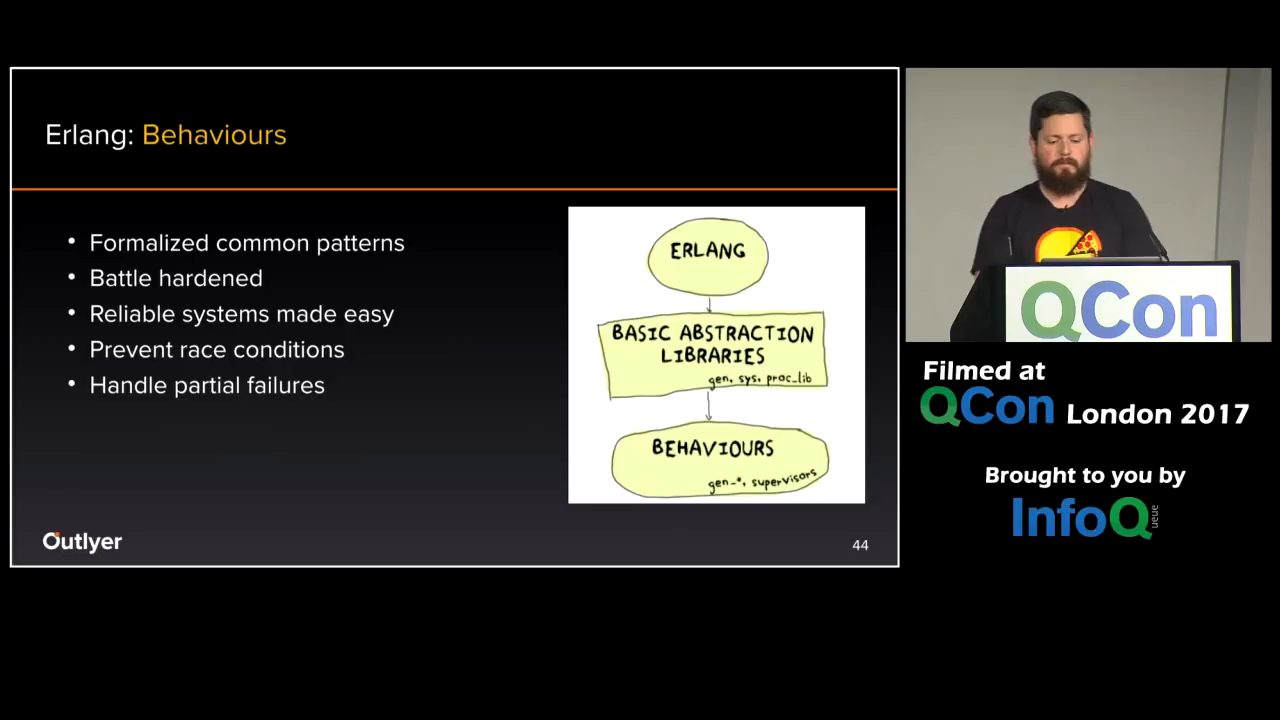 Erlang: Behaviours
• Formalized common patterns
• Battle hardened
• Reliable systems made easy
• Prevent race conditions
• Handle partial failures
ERLANG
BASIC ABSTRACTION
LIBRARIES
gen, sys, proc_lib
BEHAVIOURS
gen-*, supervisors
Outlyer
44
QCon
Filmed at
QCon London 2017
Brought to you by
InfoQ
ueue